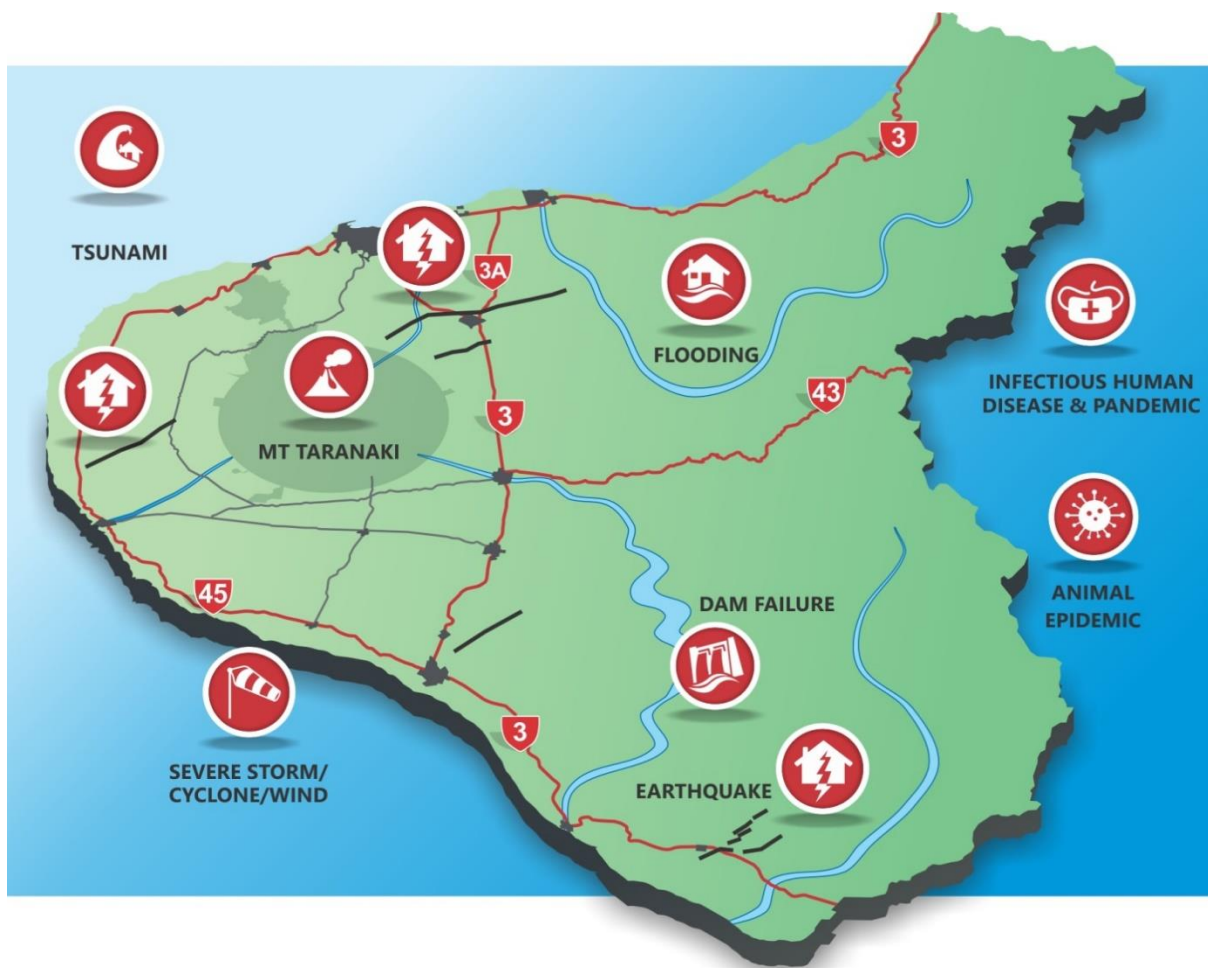 3
TSUNAMI
3A
FLOODING
INFECTIOUS HUMAN
DISEASE & PANDEMIC
43
3
MT TARANAKI
ANIMAL
EPIDEMIC
45
DAM FAILURE
3
SEVERE STORM/
CYCLONE/WIND
EARTHQUAKE